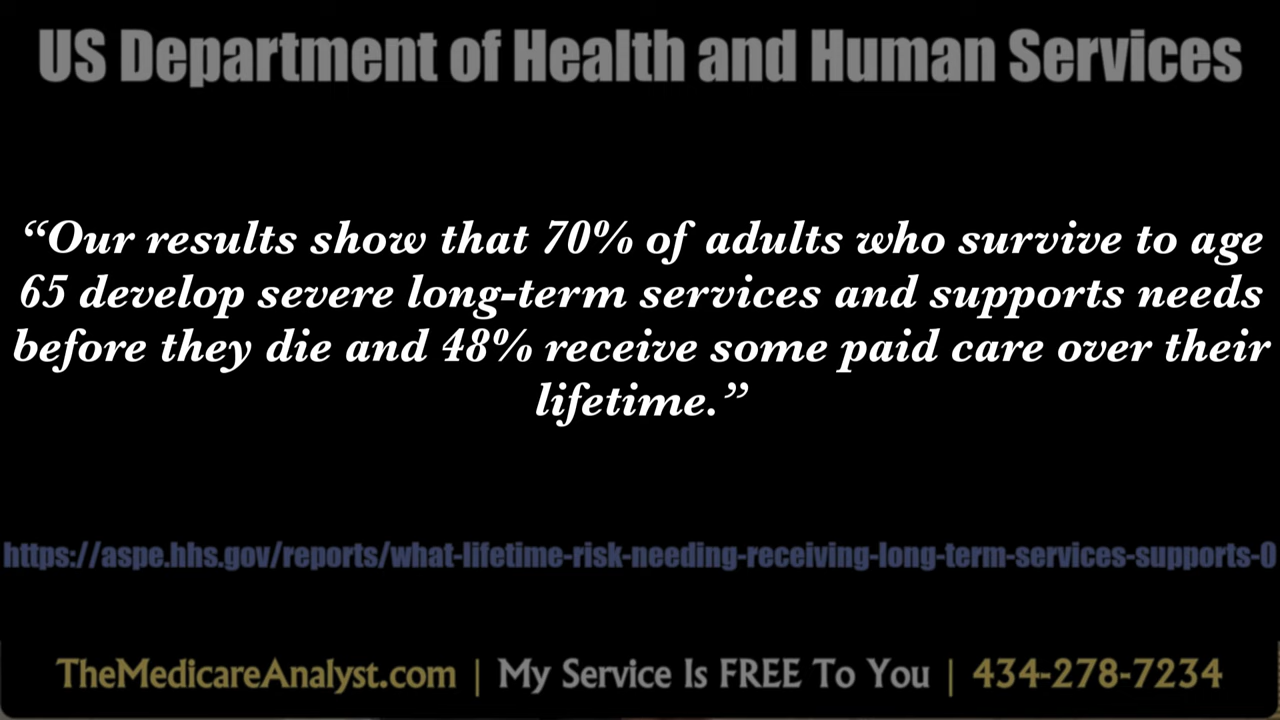 US Department of Health and Human Services
“Our results show that 70% of adults who survive to age
65 develop severe long-term services and supports needs
before they die and 48% receive some paid care over their
lifetime.”
https://aspe.hhs.gov/reports/what-lifetime-risk-needing-receiving-long-term-services-supports-0
TheMedicareAnalyst.com | My Service Is FREE To You | 434-278-7234